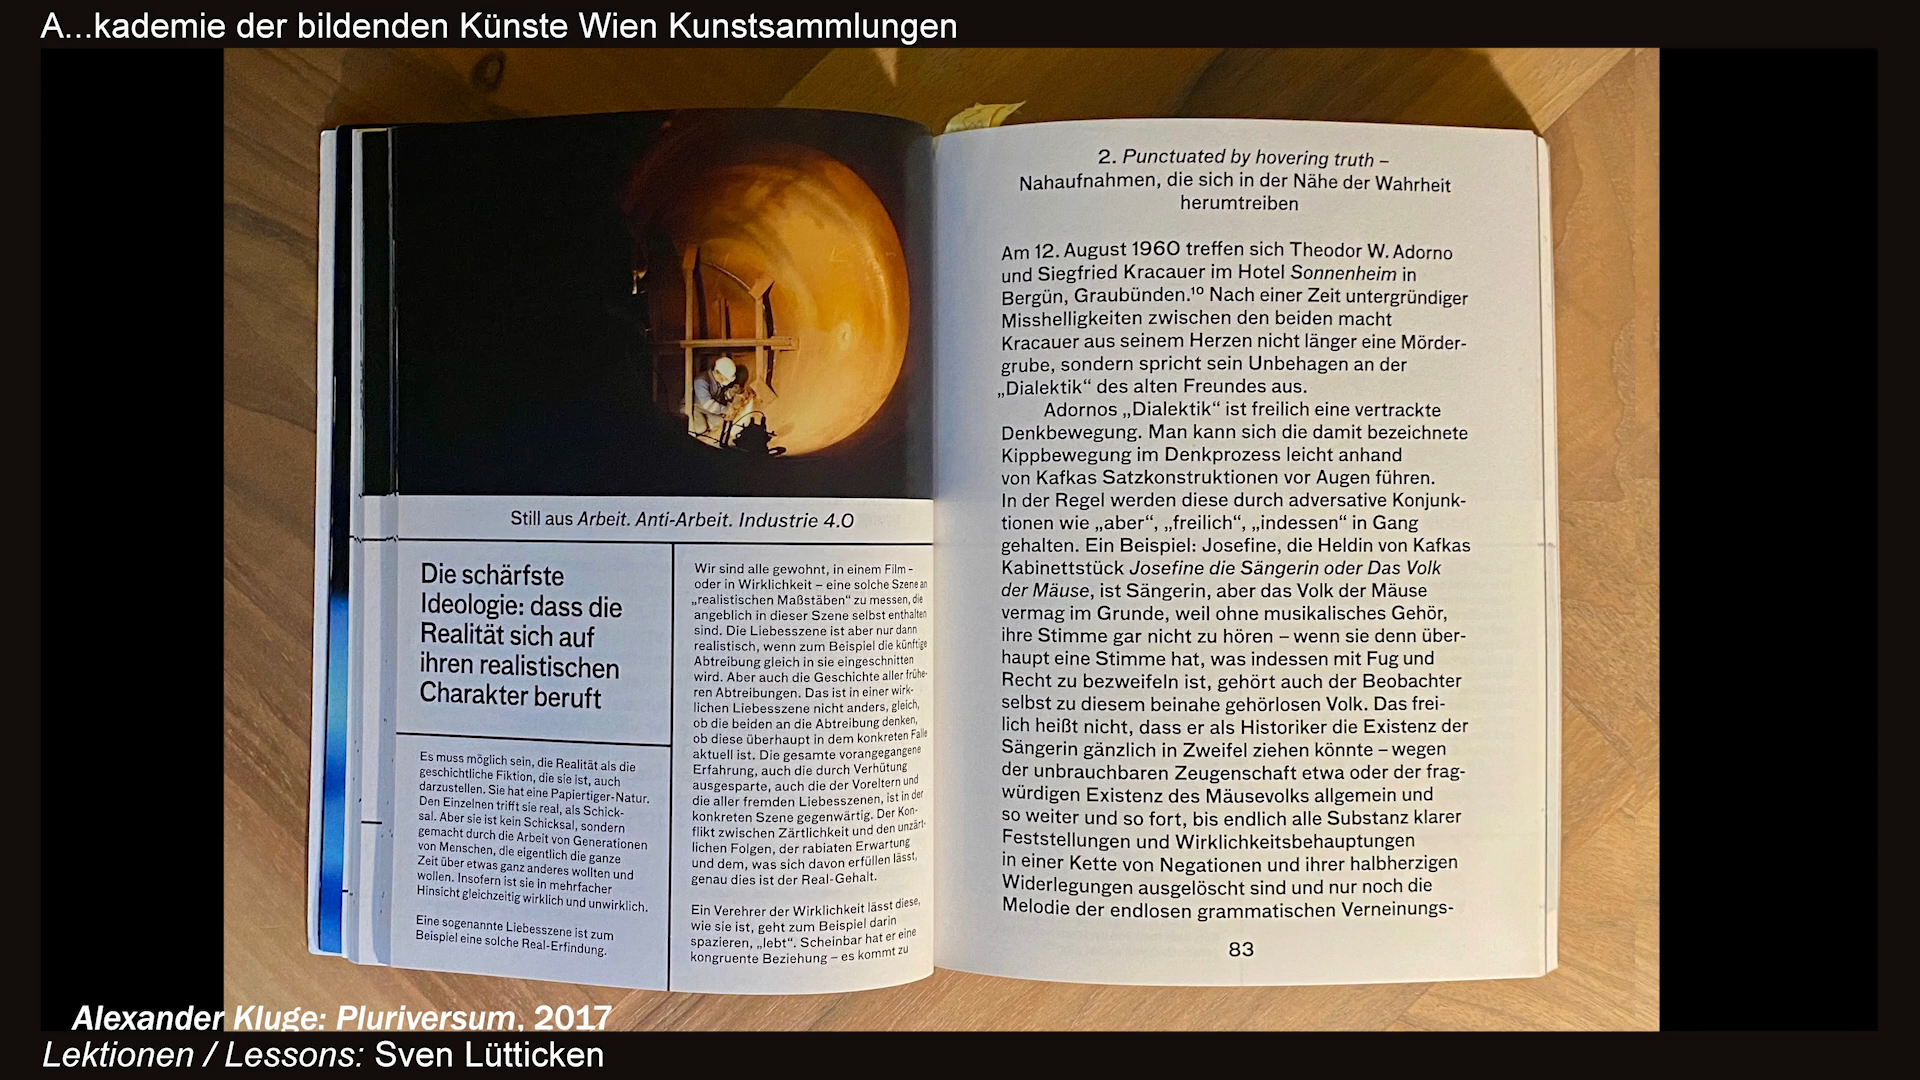 A...kademie der bildenden Künste Wien Kunstsammlungen
Still aus Arbeit. Anti-Arbeit. Industrie 4.0
Die schärfste
Ideologie: dass die
Realität sich auf
ihren realistischen
Charakter beruft
Es muss möglich sein, die Realität als die
geschichtliche Fiktion, die sie ist, auch
darzustellen. Sie hat eine Papiertiger-Natur.
Den Einzelnen trifft sie real, als Schick-
sal. Aber sie ist kein Schicksal, sondern
gemacht durch die Arbeit von Generationen
von Menschen, die eigentlich die ganze
Zeit über etwas ganz anderes wollten und
wollen. Insofern ist sie in mehrfacher
Hinsicht gleichzeitig wirklich und unwirklich.
Eine sogenannte Liebesszene ist zum
Beispiel eine solche Real-Erfindung.
Wir sind alle gewohnt, in einem Film –
oder in Wirklichkeit – eine solche Szene an
„realistischen Maßstäben“ zu messen, die
angeblich in dieser Szene selbst enthalten
sind. Die Liebesszene ist aber nur dann
realistisch, wenn zum Beispiel die künftige
Abtreibung gleich in sie eingeschnitten
wird. Aber auch die Geschichte aller frühe-
ren Abtreibungen. Das ist in einer wirk-
lichen Liebesszene nicht anders, gleich,
ob die beiden an die Abtreibung denken,
ob diese überhaupt in dem konkreten Falle
aktuell ist. Die gesamte vorangegangene
Erfahrung, auch die durch Verhütung
ausgesparte, auch die der Voreltern und
die aller fremden Liebesszenen, ist in der
konkreten Szene gegenwärtig. Der Kon-
flikt zwischen Zärtlichkeit und den unzärt-
lichen Folgen, der rabiaten Erwartung
und dem, was sich davon erfüllen lässt,
genau dies ist der Real-Gehalt.
Ein Verehrer der Wirklichkeit lässt diese,
wie sie ist, geht zum Beispiel darin
spazieren, „lebt“. Scheinbar hat er eine
kongruente Beziehung – es kommt zu
2. Punctuated by hovering truth –
Nahaufnahmen, die sich in der Nähe der Wahrheit
herumtreiben
Am 12. August 1960 treffen sich Theodor W. Adorno
und Siegfried Kracauer im Hotel Sonnenheim in
Bergün, Graubünden.¹⁰ Nach einer Zeit untergründiger
Misshelligkeiten zwischen den beiden macht
Kracauer aus seinem Herzen nicht länger eine Mörder-
grube, sondern spricht sein Unbehagen an der
„Dialektik“ des alten Freundes aus.
Adornos „Dialektik“ ist freilich eine vertrackte
Denkbewegung. Man kann sich die damit bezeichnete
Kippbewegung im Denkprozess leicht anhand
von Kafkas Satzkonstruktionen vor Augen führen.
In der Regel werden diese durch adversative Konjunk-
tionen wie „aber“, „freilich“, „indessen“ in Gang
gehalten. Ein Beispiel: Josefine, die Heldin von Kafkas
Kabinettstück Josefine die Sängerin oder Das Volk
der Mäuse, ist Sängerin, aber das Volk der Mäuse
vermag im Grunde, weil ohne musikalisches Gehör,
ihre Stimme gar nicht zu hören – wenn sie denn über-
haupt eine Stimme hat, was indessen mit Fug und
Recht zu bezweifeln ist, gehört auch der Beobachter
selbst zu diesem beinahe gehörlosen Volk. Das frei-
lich heißt nicht, dass er als Historiker die Existenz der
Sängerin gänzlich in Zweifel ziehen könnte – wegen
der unbrauchbaren Zeugenschaft etwa oder der frag-
würdigen Existenz des Mäusevolks allgemein und
so weiter und so fort, bis endlich alle Substanz klarer
Feststellungen und Wirklichkeitsbehauptungen
in einer Kette von Negationen und ihrer halbherzigen
Widerlegungen ausgelöscht sind und nur noch die
Melodie der endlosen grammatischen Verneinungs-
83
Alexander Kluge: Pluriversum, 2017
Lektionen / Lessons: Sven Lütticken